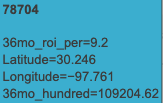 78704
36mo_roi_per=9.2
Latitude=30.246
Longitude=−97.761
36mo_hundred=109204.62